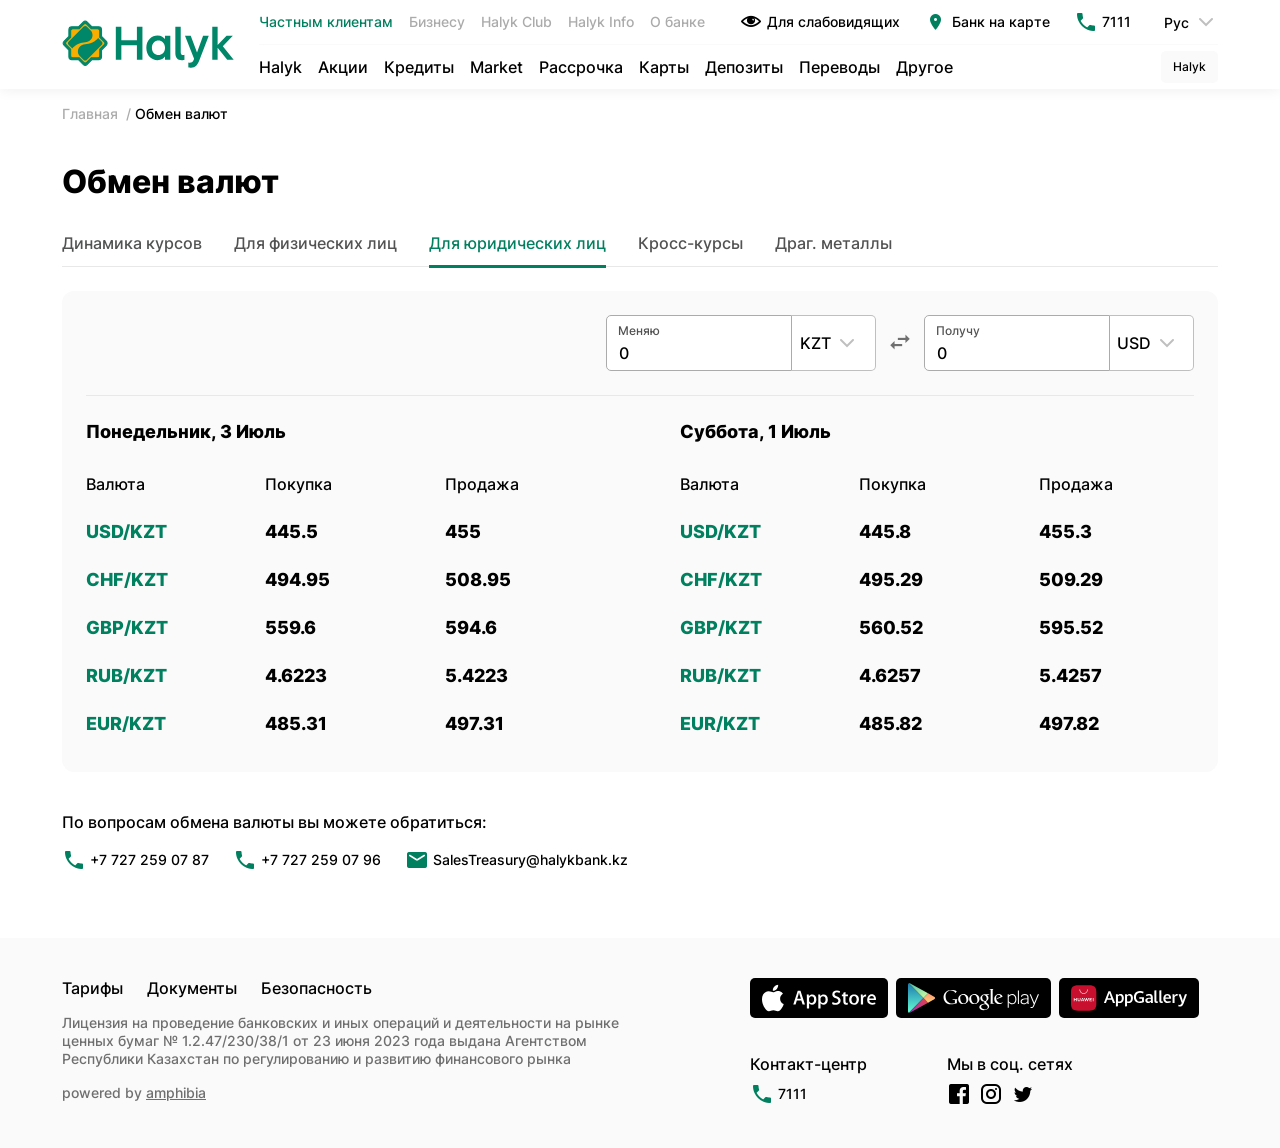 Halyk
Частным клиентам Бизнесу Halyk Club Halyk Info О банке Для слабовидящих Банк на карте 7111 Рус
Halyk Акции Кредиты Market Рассрочка Карты Депозиты Переводы Другое Halyk
Главная / Обмен валют
Обмен валют
Динамика курсов Для физических лиц Для юридических лиц Кросс-курсы Драг. металлы
Меняю Получу
0 KZT 0 USD
Понедельник, 3 Июль Суббота, 1 Июль
Валюта Покупка Продажа Валюта Покупка Продажа
USD/KZT 445.5 455 USD/KZT 445.8 455.3
CHF/KZT 494.95 508.95 CHF/KZT 495.29 509.29
GBP/KZT 559.6 594.6 GBP/KZT 560.52 595.52
RUB/KZT 4.6223 5.4223 RUB/KZT 4.6257 5.4257
EUR/KZT 485.31 497.31 EUR/KZT 485.82 497.82
По вопросам обмена валюты вы можете обратиться:
+7 727 259 07 87 +7 727 259 07 96 SalesTreasury@halykbank.kz
Тарифы Документы Безопасность
Лицензия на проведение банковских и иных операций и деятельности на рынке
ценных бумаг № 1.2.47/230/38/1 от 23 июня 2023 года выдана Агентством
Республики Казахстан по регулированию и развитию финансового рынка
powered by amphibia
App Store Google play HUAWEI AppGallery
Контакт-центр Мы в соц. сетях
7111